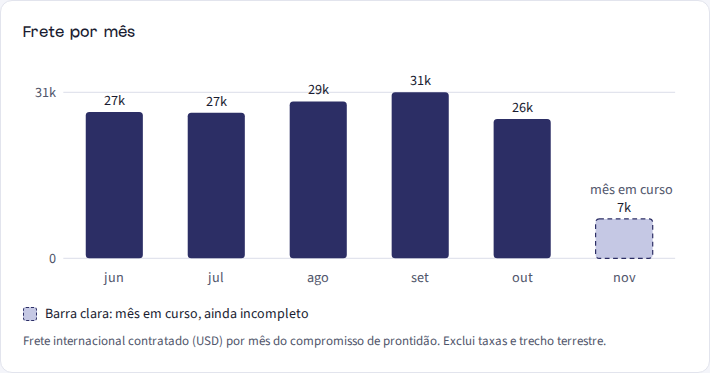 Frete por mês
31k
0
27k
27k
29k
31k
26k
mês em curso
7k
jun
jul
ago
set
out
nov
Barra clara: mês em curso, ainda incompleto
Frete internacional contratado (USD) por mês do compromisso de prontidão. Exclui taxas e trecho terrestre.